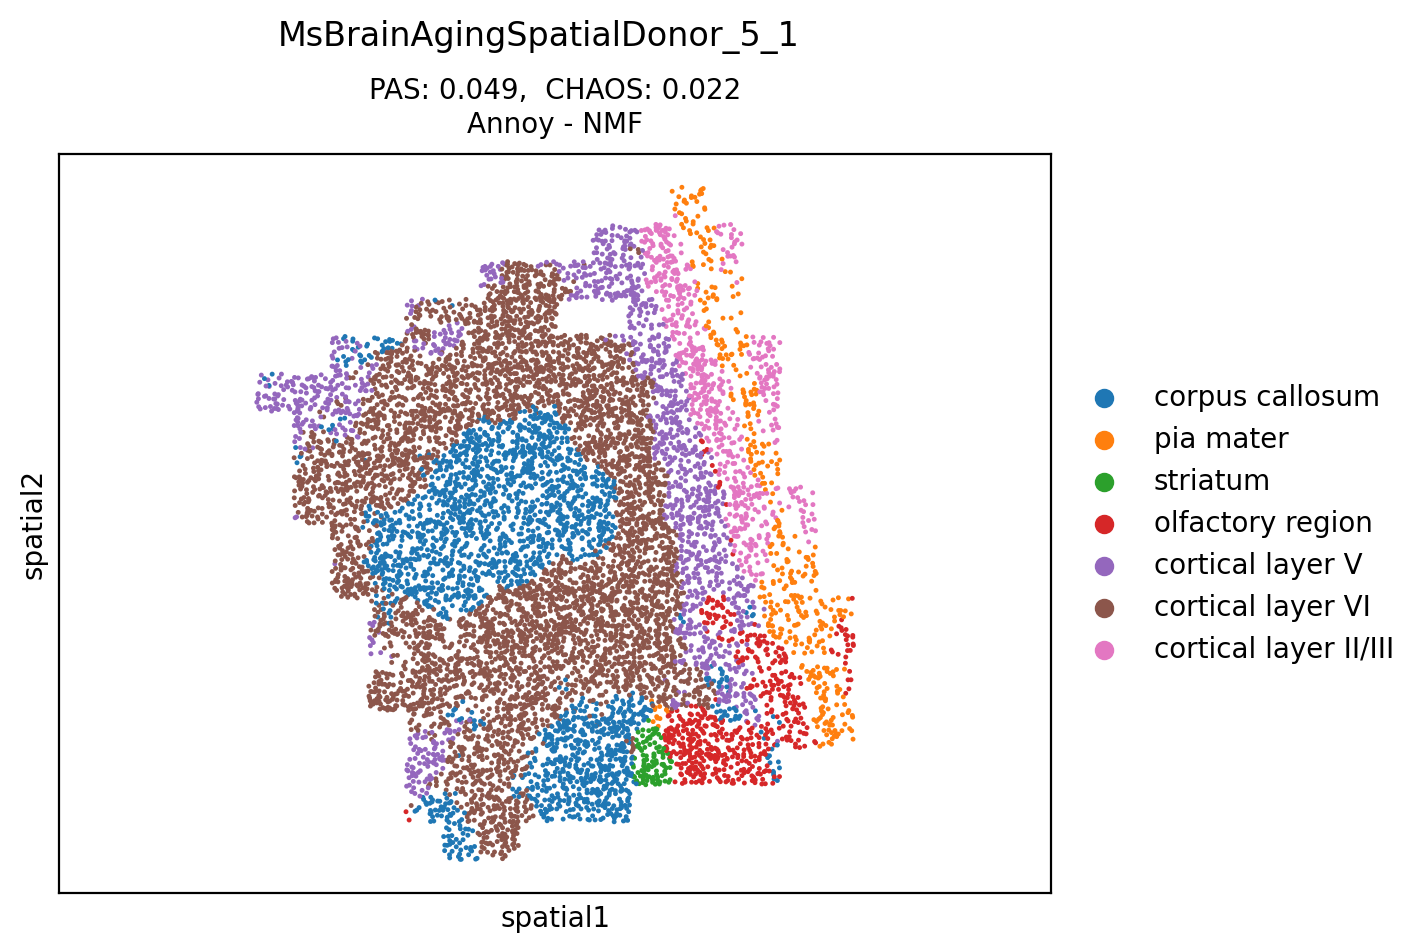 MsBrainAgingSpatialDonor_5_1
PAS: 0.049,  CHAOS: 0.022
Annoy - NMF
spatial2
spatial1
corpus callosum
pia mater
striatum
olfactory region
cortical layer V
cortical layer VI
cortical layer II/III